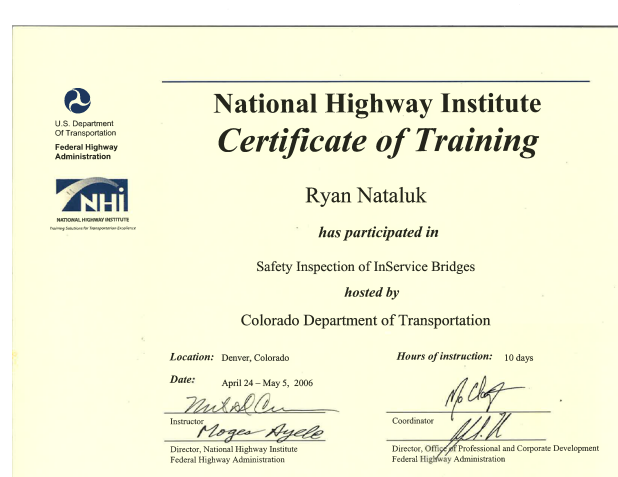 U.S. Department
Of Transportation
Federal Highway
Administration
NHi
NATIONAL HIGHWAY INSTITUTE
Training Solutions for Transportation Excellence
National Highway Institute
Certificate of Training
Ryan Nataluk
has participated in
Safety Inspection of InService Bridges
hosted by
Colorado Department of Transportation
Location: Denver, Colorado
Hours of instruction: 10 days
Date: April 24 – May 5, 2006
Instructor
Coordinator
Moges Ayele
Director, National Highway Institute
Federal Highway Administration
Director, Office of Professional and Corporate Development
Federal Highway Administration